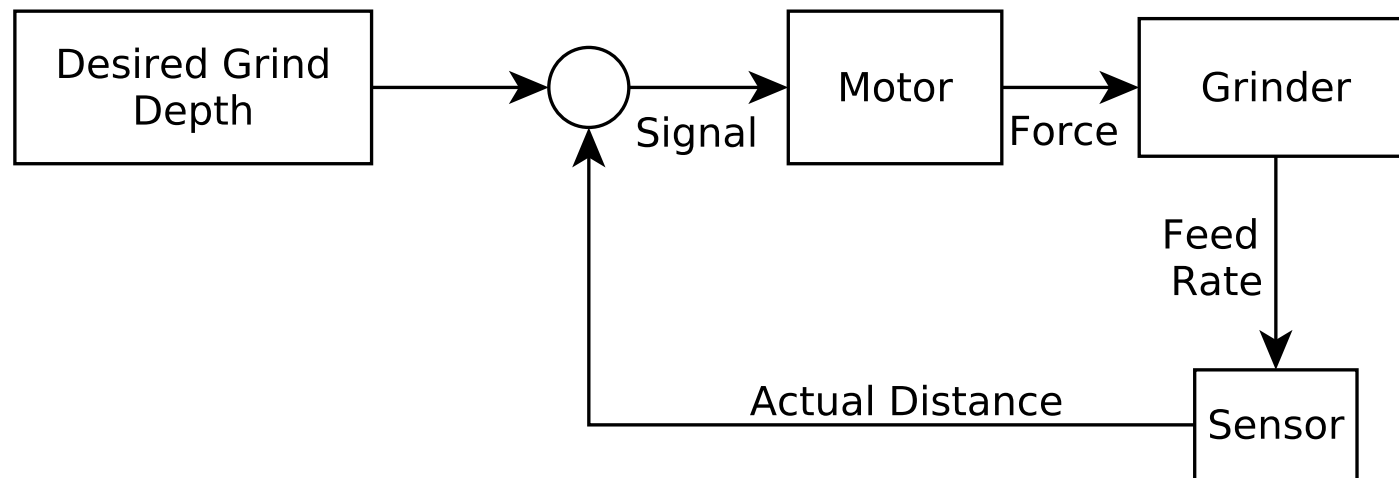 Desired Grind
Depth
Signal
Motor
Force
Grinder
Feed
Rate
Actual Distance
Sensor